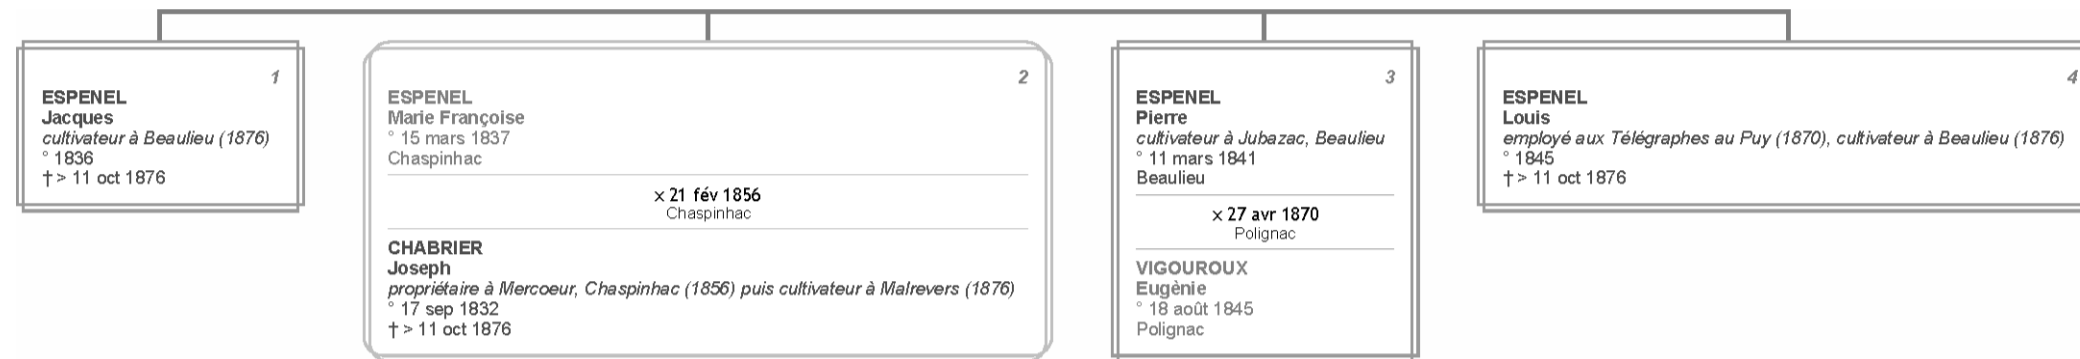 1
ESPENEL
Jacques
cultivateur à Beaulieu (1876)
° 1836
† > 11 oct 1876
2
ESPENEL
Marie Françoise
° 15 mars 1837
Chaspinhac
x 21 fév 1856
Chaspinhac
CHABRIER
Joseph
propriétaire à Mercoeur, Chaspinhac (1856) puis cultivateur à Malrevers (1876)
° 17 sep 1832
† > 11 oct 1876
3
ESPENEL
Pierre
cultivateur à Jubazac, Beaulieu
° 11 mars 1841
Beaulieu
x 27 avr 1870
Polignac
VIGOUROUX
Eugènie
° 18 août 1845
Polignac
4
ESPENEL
Louis
employé aux Télégraphes au Puy (1870), cultivateur à Beaulieu (1876)
° 1845
† > 11 oct 1876